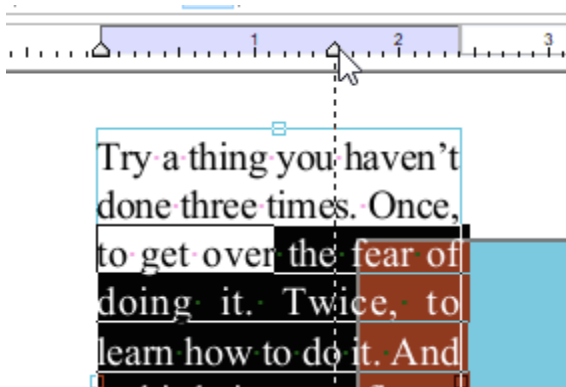 1 2 3
Try a thing you haven’t
done three times. Once,
to get over the fear of
doing it. Twice, to
learn how to do it. And